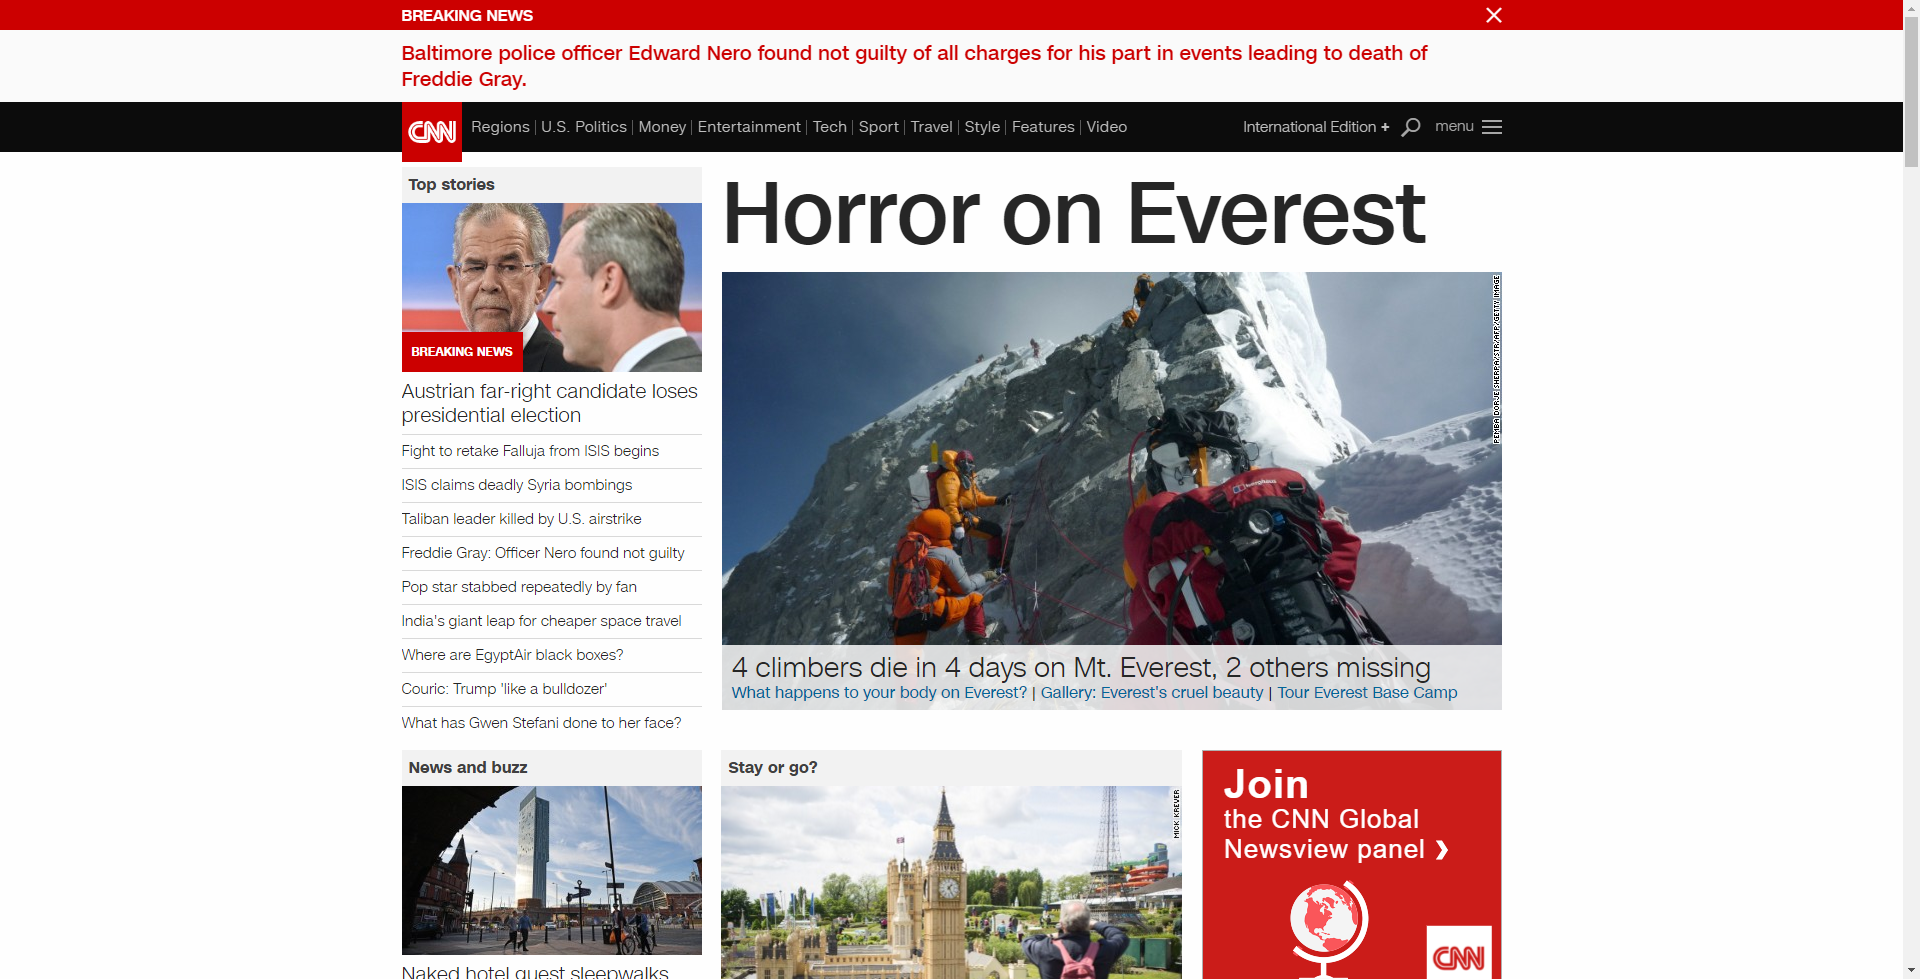 BREAKING NEWS
Baltimore police officer Edward Nero found not guilty of all charges for his part in events leading to death of
Freddie Gray.
CNN
Regions
U.S. Politics
Money
Entertainment
Tech
Sport
Travel
Style
Features
Video
International Edition +
menu
Top stories
BREAKING NEWS
Austrian far-right candidate loses
presidential election
Fight to retake Falluja from ISIS begins
ISIS claims deadly Syria bombings
Taliban leader killed by U.S. airstrike
Freddie Gray: Officer Nero found not guilty
Pop star stabbed repeatedly by fan
India's giant leap for cheaper space travel
Where are EgyptAir black boxes?
Couric: Trump 'like a bulldozer'
What has Gwen Stefani done to her face?
Horror on Everest
PEMBA DORJE SHERPA/STR/AFP/GETTY IMAGE
4 climbers die in 4 days on Mt. Everest, 2 others missing
What happens to your body on Everest? | Gallery: Everest's cruel beauty | Tour Everest Base Camp
News and buzz
Naked hotel guest sleepwalks
Stay or go?
MICK KREVER
Join
the CNN Global
Newsview panel ❯
CNN